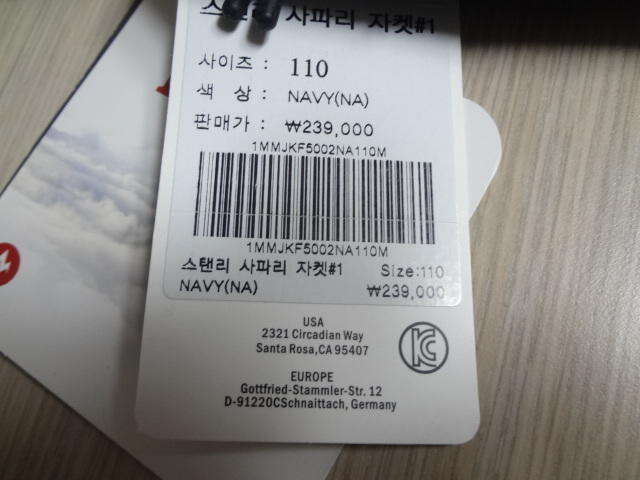 스탠리 사파리 자켓#1
사이즈 : 110
색 상 : NAVY(NA)
판매가 : ₩239,000
1MMJKF5002NA110M
1MMJKF5002NA110M
스탠리 사파리 자켓#1 Size:110
NAVY(NA) ₩239,000
USA
2321 Circadian Way
Santa Rosa,CA 95407
EUROPE
Gottfried-Stammler-Str. 12
D-91220CSchnaittach, Germany